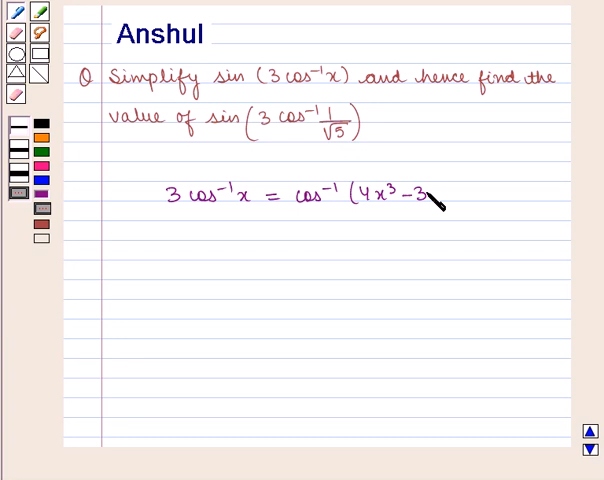 Anshul
Q Simplify sin (3 cos⁻¹x) and hence find the
value of sin (3 cos⁻¹ 1/√5)
3 cos⁻¹x = cos⁻¹ (4x³ - 3